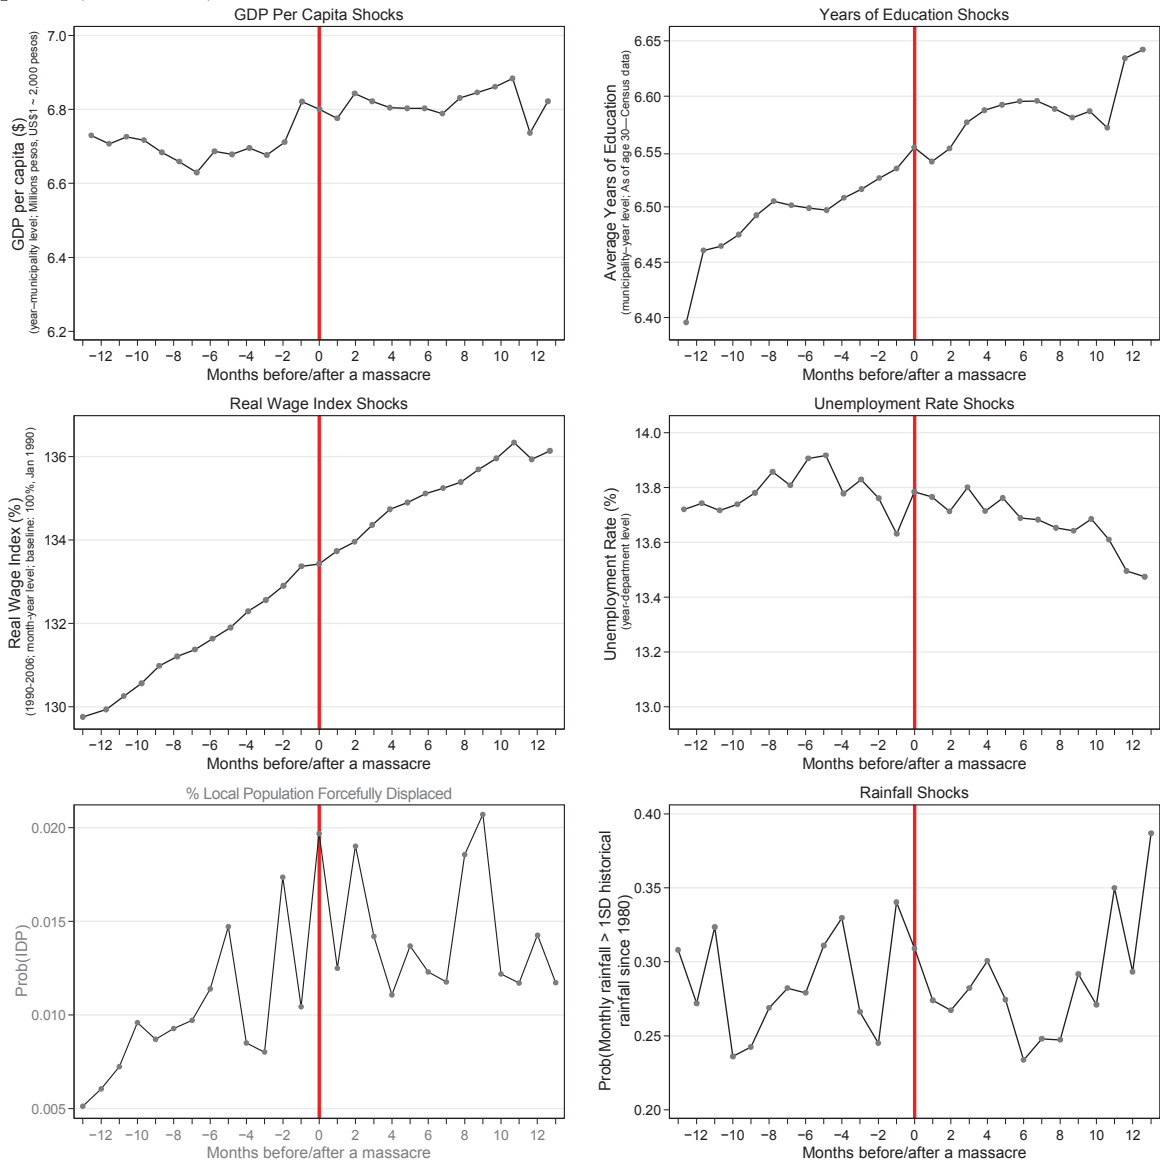 GDP Per Capita Shocks
GDP per capita ($)
(year–municipality level; Millions pesos, US$1 ~ 2,000 pesos)
7.0
6.8
6.6
6.4
6.2
−12 −10 −8 −6 −4 −2 0 2 4 6 8 10 12
Months before/after a massacre
Years of Education Shocks
Average Years of Education
(municipality–year level; As of age 30—Census data)
6.65
6.60
6.55
6.50
6.45
6.40
−12 −10 −8 −6 −4 −2 0 2 4 6 8 10 12
Months before/after a massacre
Real Wage Index Shocks
Real Wage Index (%)
(1990-2006; month-year level; baseline: 100%, Jan 1990)
136
134
132
130
−12 −10 −8 −6 −4 −2 0 2 4 6 8 10 12
Months before/after a massacre
Unemployment Rate Shocks
Unemployment Rate (%)
(year-department level)
14.0
13.8
13.6
13.4
13.2
13.0
−12 −10 −8 −6 −4 −2 0 2 4 6 8 10 12
Months before/after a massacre
% Local Population Forcefully Displaced
Prob(IDP)
0.020
0.015
0.010
0.005
−12 −10 −8 −6 −4 −2 0 2 4 6 8 10 12
Months before/after a massacre
Rainfall Shocks
Prob(Monthly rainfall > 1SD historical
rainfall since 1980)
0.40
0.35
0.30
0.25
0.20
−12 −10 −8 −6 −4 −2 0 2 4 6 8 10 12
Months before/after a massacre